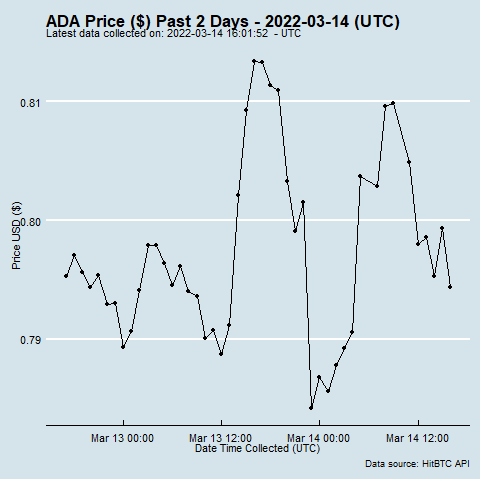 ADA Price ($) Past 2 Days - 2022-03-14 (UTC)
Latest data collected on: 2022-03-14 16:01:52 - UTC
0.81
0.80
0.79
Price USD ($)
Mar 13 00:00
Mar 13 12:00
Mar 14 00:00
Mar 14 12:00
Date Time Collected (UTC)
Data source: HitBTC API